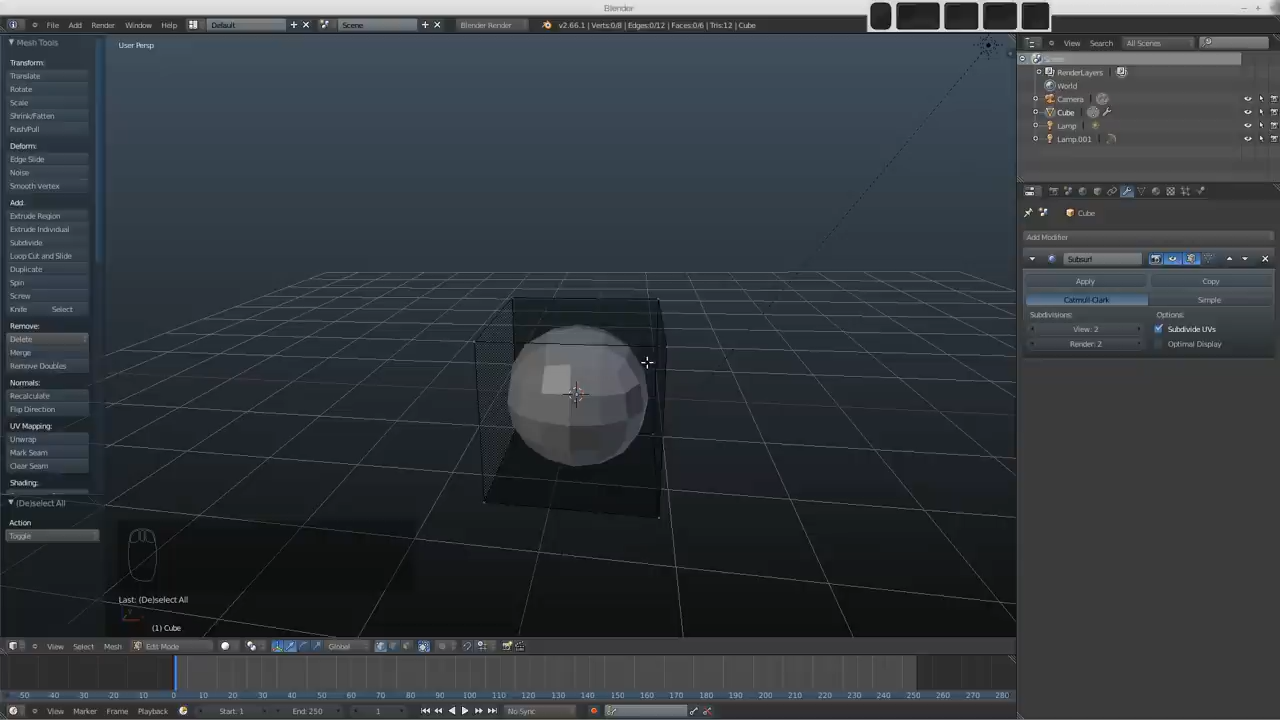 Blender
File Add Render Window Help Default Scene Blender Render v2.66.1 | Verts:0/8 | Edges:0/12 | Faces:0/6 | Tris:12 | Cube
Mesh Tools
Transform:
Translate
Rotate
Scale
Shrink/Fatten
Push/Pull
Deform:
Edge Slide
Noise
Smooth Vertex
Add:
Extrude Region
Extrude Individual
Subdivide
Loop Cut and Slide
Duplicate
Spin
Screw
Knife Select
Remove:
Delete
Merge
Remove Doubles
Normals:
Recalculate
Flip Direction
UV Mapping:
Unwrap
Mark Seam
Clear Seam
Shading:
(De)select All
Action
Toggle
User Persp
Last: (De)select All
(1) Cube
View Select Mesh Edit Mode Global
View Search All Scenes
RenderLayers
World
Camera
Cube
Lamp
Lamp.001
Cube
Add Modifier
Subsurf
Apply Copy
Catmull-Clark Simple
Subdivisions: Options:
View: 2 Subdivide UVs
Render: 2 Optimal Display
-50 -40 -30 -20 -10 0 10 20 30 40 50 60 70 80 90 100 110 120 130 140 150 160 170 180 190 200 210 220 230 240 250 260 270 280
View Marker Frame Playback Start: 1 End: 250 1 No Sync